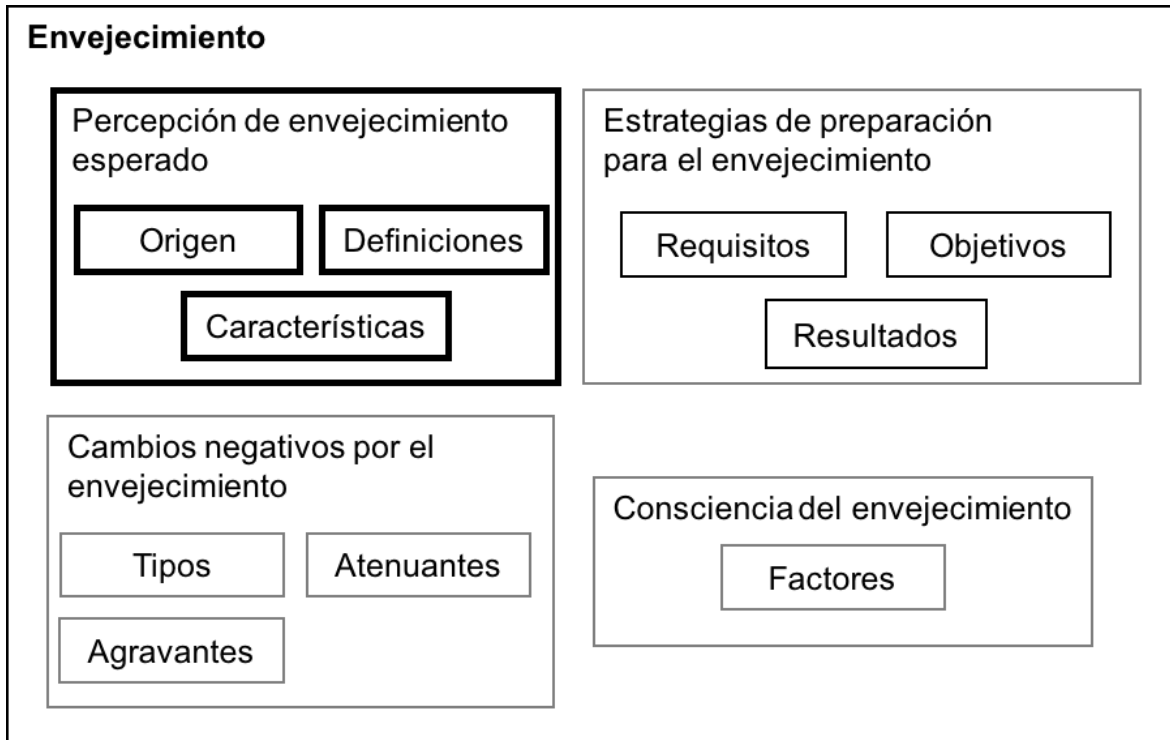 Envejecimiento
Percepción de envejecimiento
esperado
Origen
Definiciones
Características
Estrategias de preparación
para el envejecimiento
Requisitos
Objetivos
Resultados
Cambios negativos por el
envejecimiento
Tipos
Atenuantes
Agravantes
Consciencia del envejecimiento
Factores